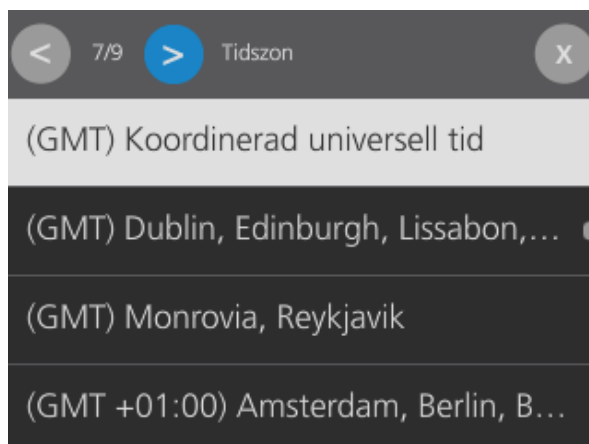 < 7/9 > Tidszon X
(GMT) Koordinerad universell tid
(GMT) Dublin, Edinburgh, Lissabon,...
(GMT) Monrovia, Reykjavik
(GMT +01:00) Amsterdam, Berlin, B...